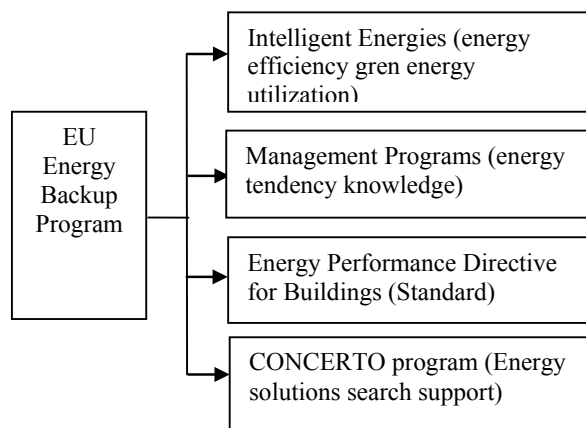 EU
Energy
Backup
Program
Intelligent Energies (energy
efficiency gren energy
utilization)
Management Programs (energy
tendency knowledge)
Energy Performance Directive
for Buildings (Standard)
CONCERTO program (Energy
solutions search support)